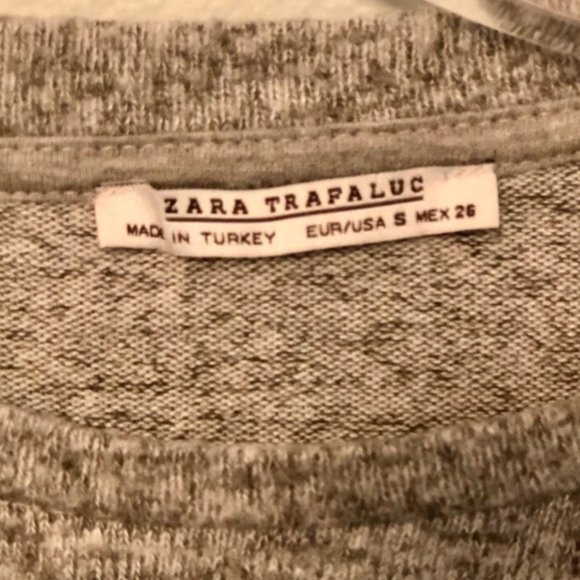 ZARA TRAFALUC
MADE IN TURKEY EUR/USA S MEX 26